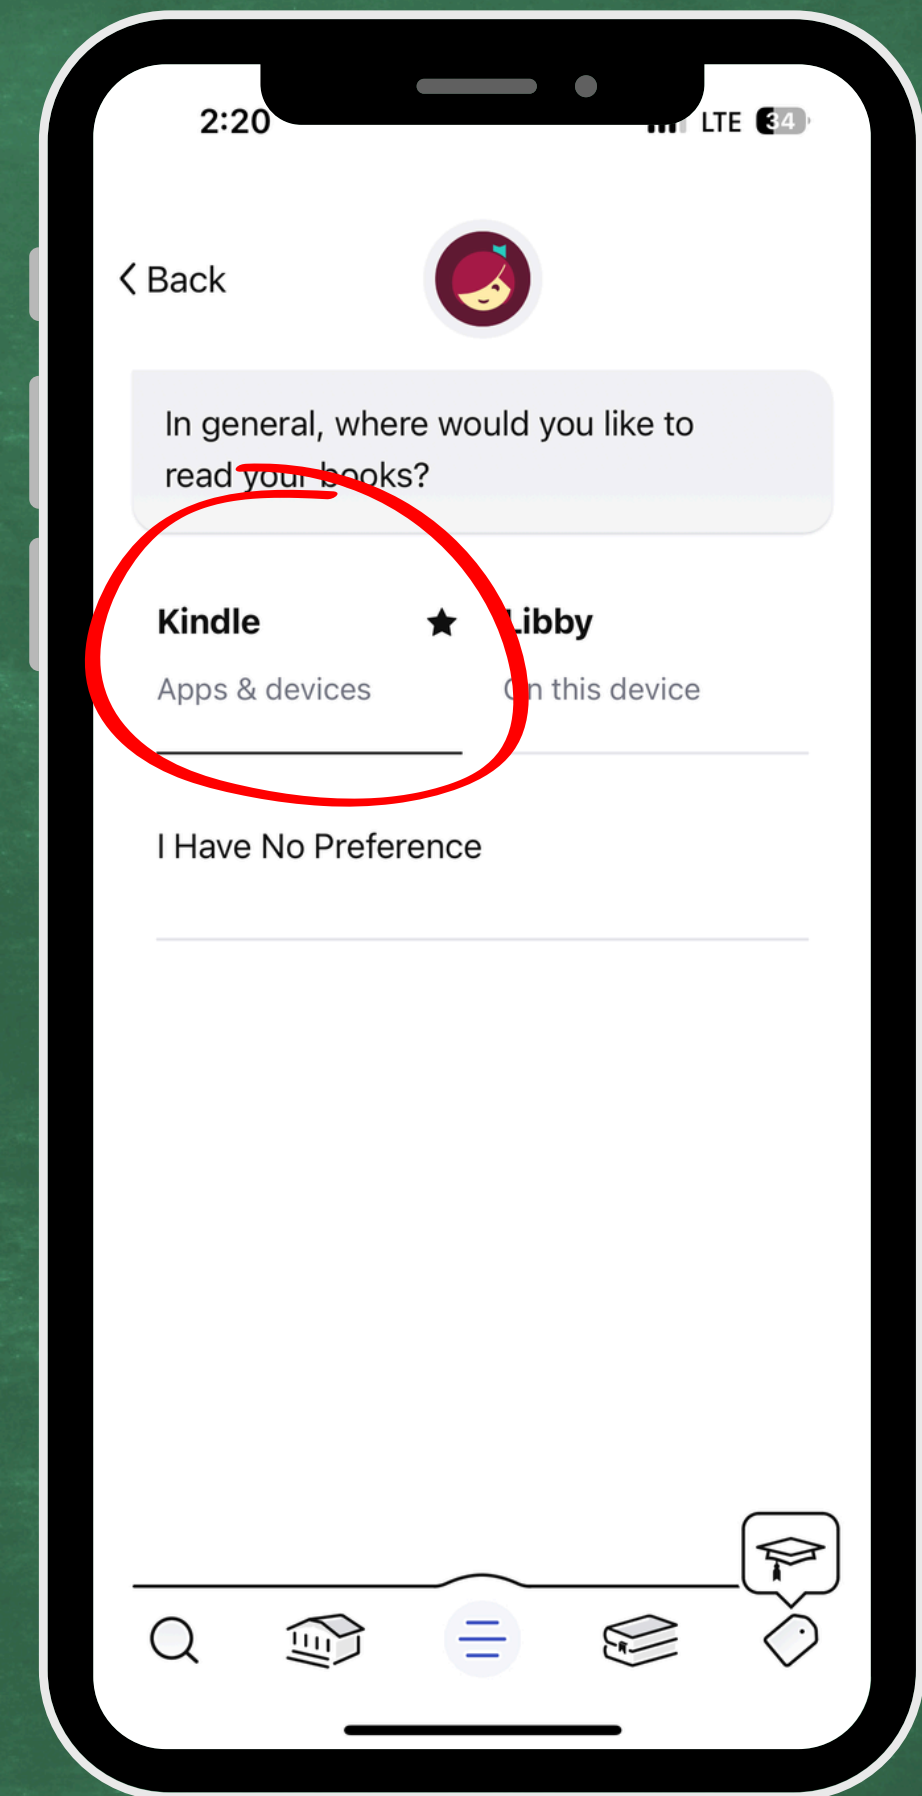 2:20 LTE 34
Back
In general, where would you like to
read your books?
Kindle Libby
Apps & devices On this device
I Have No Preference